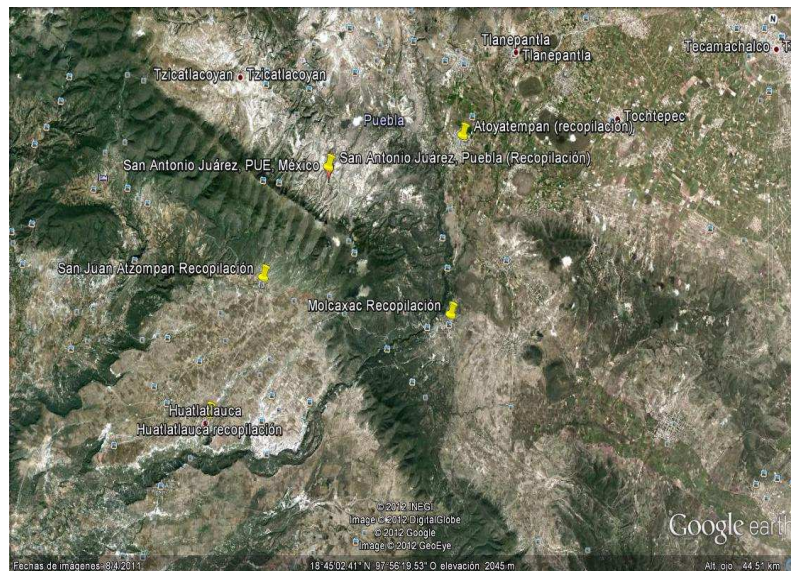 N
Tlanepantla
Tlanepantla
Tecamachalco
Tzicatlacoyan
Tzicatlacoyan
Puebla
Tochtepec
Atoyatempan (recopilación)
San Antonio Juárez, PUE, México
San Antonio Juárez, Puebla (Recopilación)
San Juan Atzompan Recopilación
Molcaxac Recopilación
Huatlatlauca
Huatlatlauca recopilación
© 2012 INEGI
Image © 2012 DigitalGlobe
© 2012 Google
Image © 2012 GeoEye
Google earth
Fechas de imágenes: 8/4/2011
18°45'02.41" N 97°56'19.53" O elevación 2045 m
Alt. ojo 44.51 km